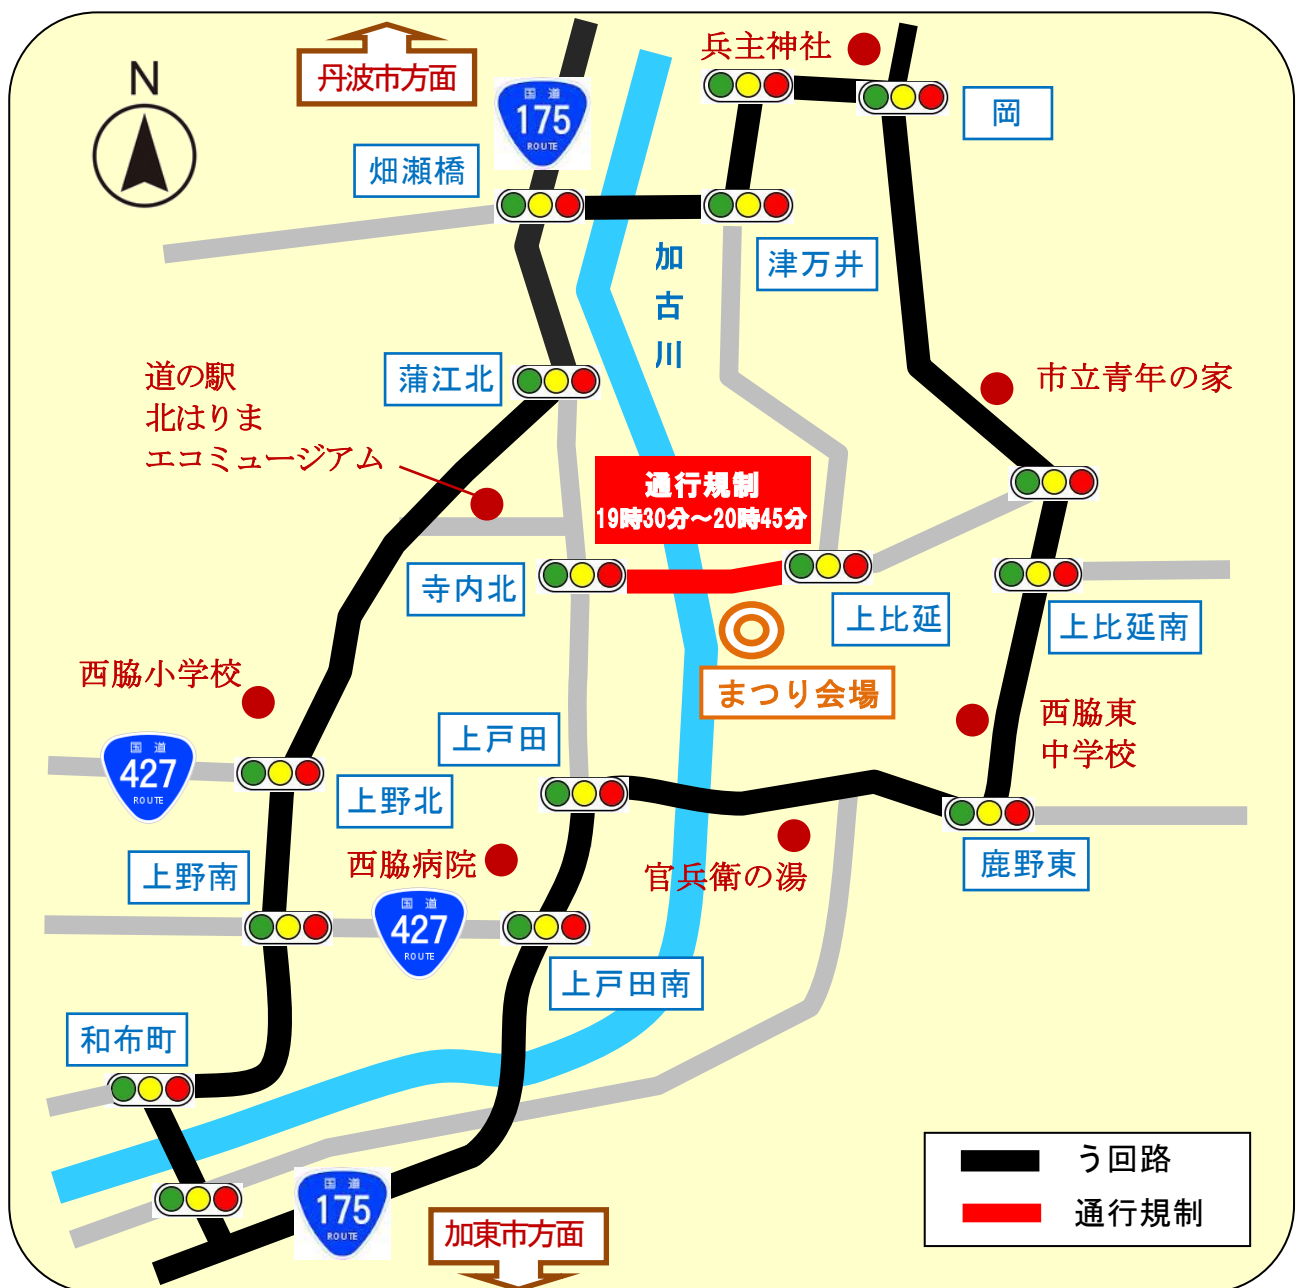 丹波市方面
兵主神社
N
国道
175
ROUTE
岡
畑瀬橋
津万井
加古川
蒲江北
道の駅
北はりま
エコミュージアム
市立青年の家
通行規制
19時30分～20時45分
寺内北
上比延
上比延南
西脇小学校
まつり会場
西脇東
中学校
上戸田
国道
427
ROUTE
上野北
西脇病院
官兵衛の湯
鹿野東
上野南
国道
427
ROUTE
上戸田南
和布町
国道
175
ROUTE
加東市方面
う回路
通行規制